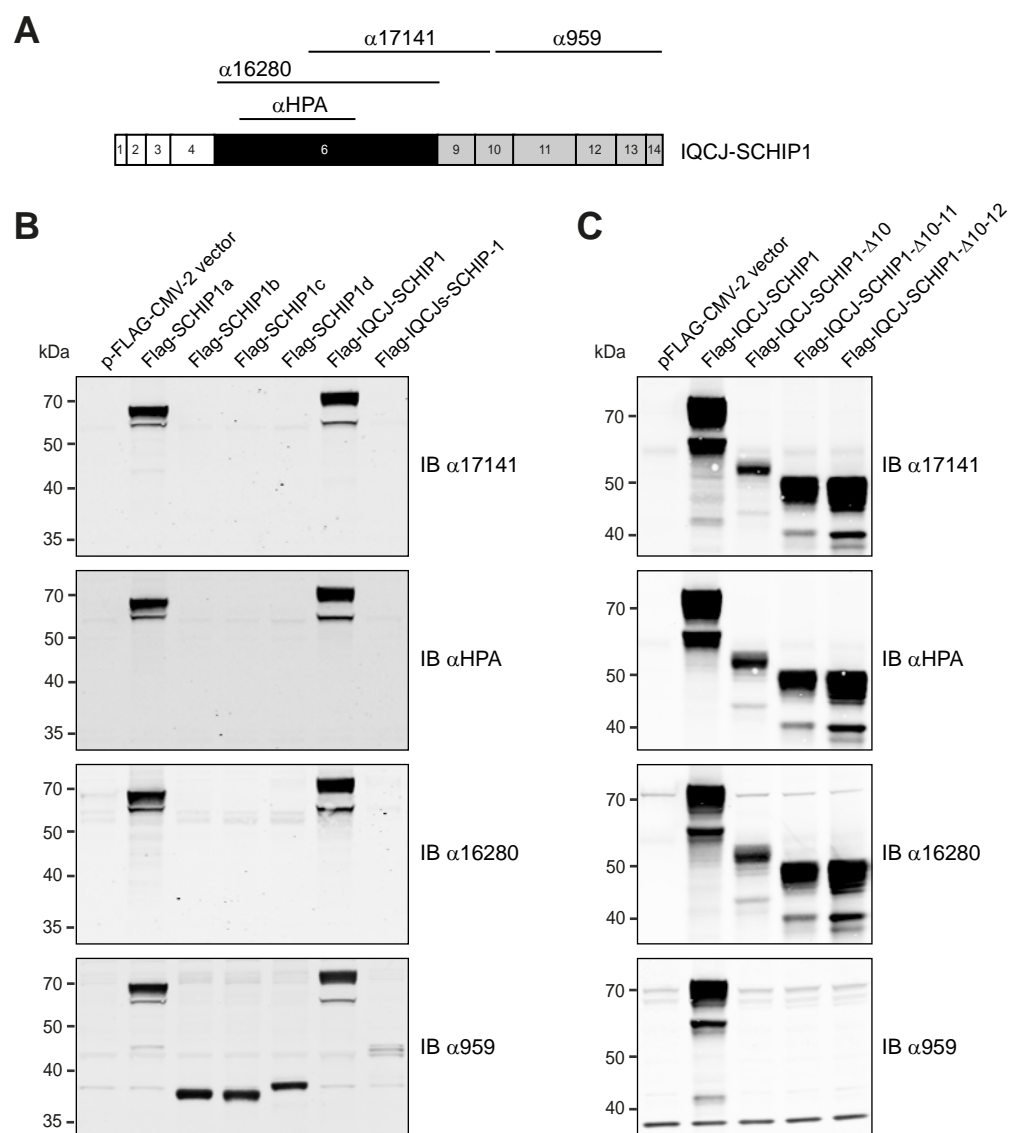 A
α17141 α959
α16280
αHPA
1 2 3 4 6 9 10 11 12 13 14 IQCJ-SCHIP1
B
p-FLAG-CMV-2 vector
Flag-SCHIP1a
Flag-SCHIP1b
Flag-SCHIP1c
Flag-SCHIP1d
Flag-IQCJ-SCHIP1
Flag-IQCJs-SCHIP-1
kDa
70
50
40
35
IB α17141
70
50
40
35
IB αHPA
70
50
40
35
IB α16280
70
50
40
35
IB α959
C
pFLAG-CMV-2 vector
Flag-IQCJ-SCHIP1
Flag-IQCJ-SCHIP1-Δ10
Flag-IQCJ-SCHIP1-Δ10-11
Flag-IQCJ-SCHIP1-Δ10-12
kDa
70
50
40
IB α17141
70
50
40
IB αHPA
70
50
40
IB α16280
70
50
40
IB α959